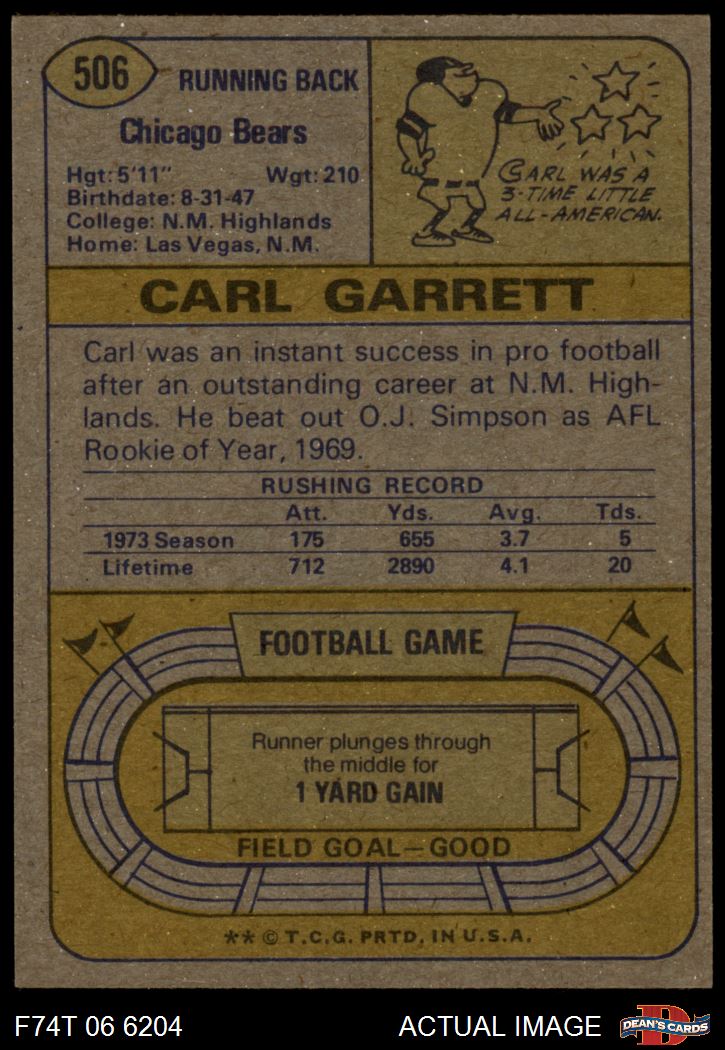 506
RUNNING BACK
Chicago Bears
Hgt: 5'11" Wgt: 210
Birthdate: 8-31-47
College: N.M. Highlands
Home: Las Vegas, N.M.
CARL WAS A
3-TIME LITTLE
ALL-AMERICAN.
CARL GARRETT
Carl was an instant success in pro football
after an outstanding career at N.M. High-
lands. He beat out O.J. Simpson as AFL
Rookie of Year, 1969.
RUSHING RECORD
Att. Yds. Avg. Tds.
1973 Season 175 655 3.7 5
Lifetime 712 2890 4.1 20
FOOTBALL GAME
Runner plunges through
the middle for
1 YARD GAIN
FIELD GOAL—GOOD
** © T.C.G. PRTD. IN U.S.A.
F74T 06 6204 ACTUAL IMAGE
D
DEAN'S CARDS